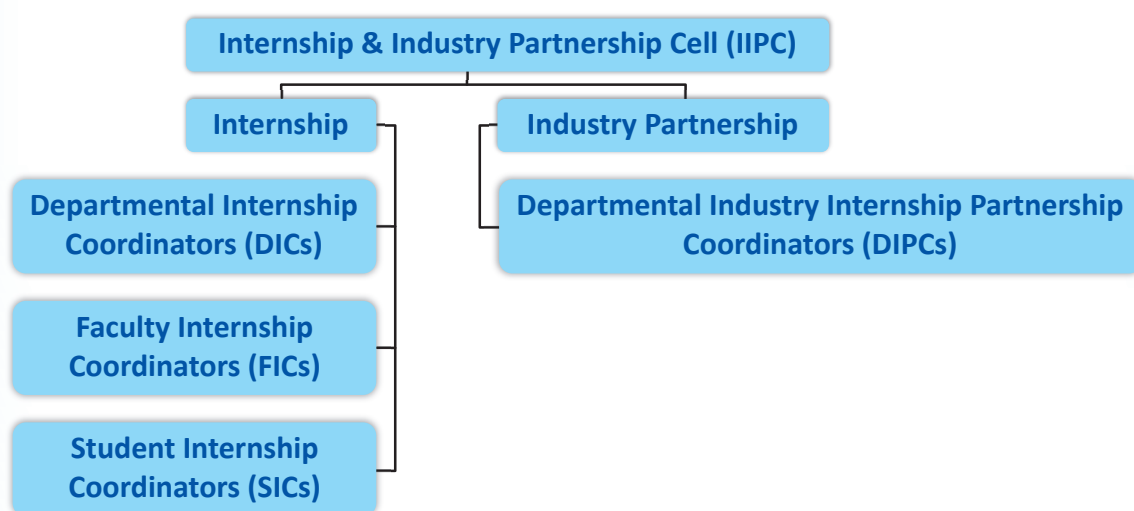 Internship & Industry Partnership Cell (IIPC)
Internship
Industry Partnership
Departmental Internship
Coordinators (DICs)
Departmental Industry Internship Partnership
Coordinators (DIPCs)
Faculty Internship
Coordinators (FICs)
Student Internship
Coordinators (SICs)